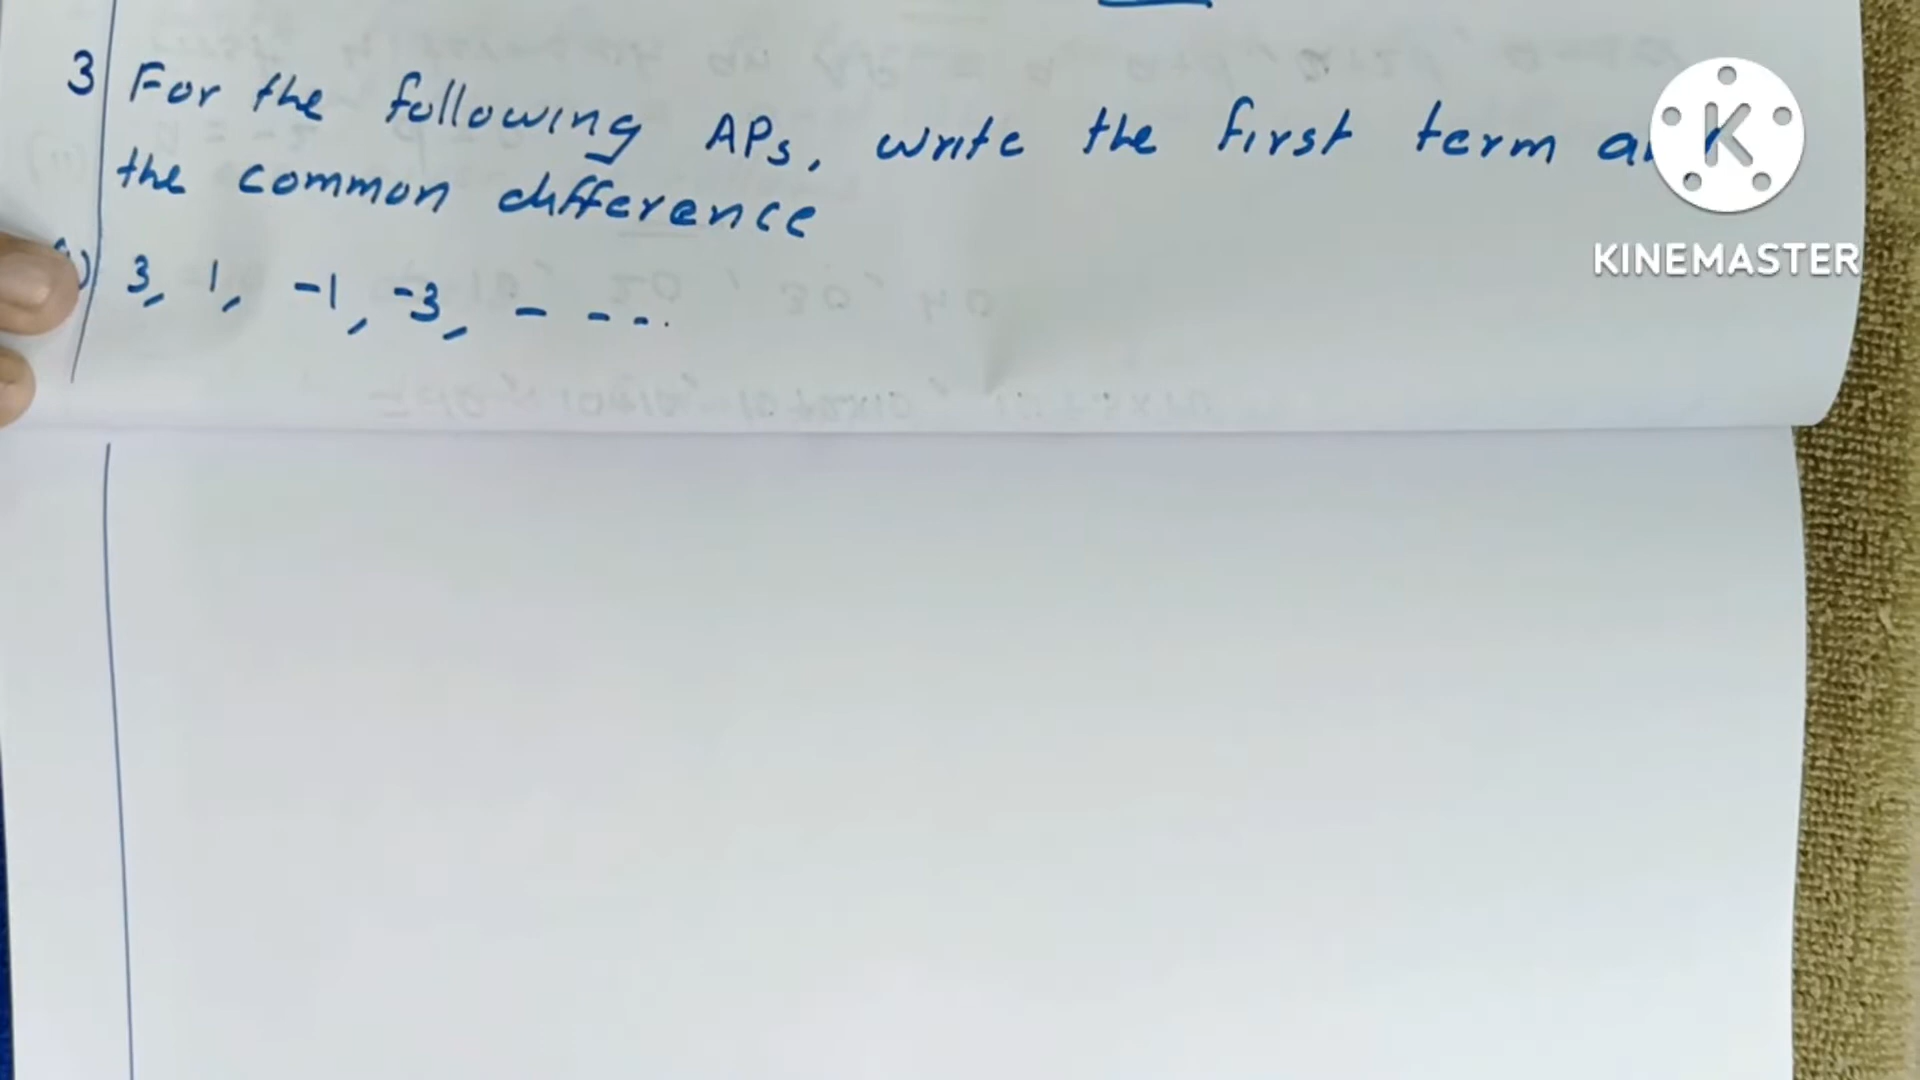 3 For the following APs, write the first term
the common difference
3, 1, -1, -3, - - - .
KINEMASTER